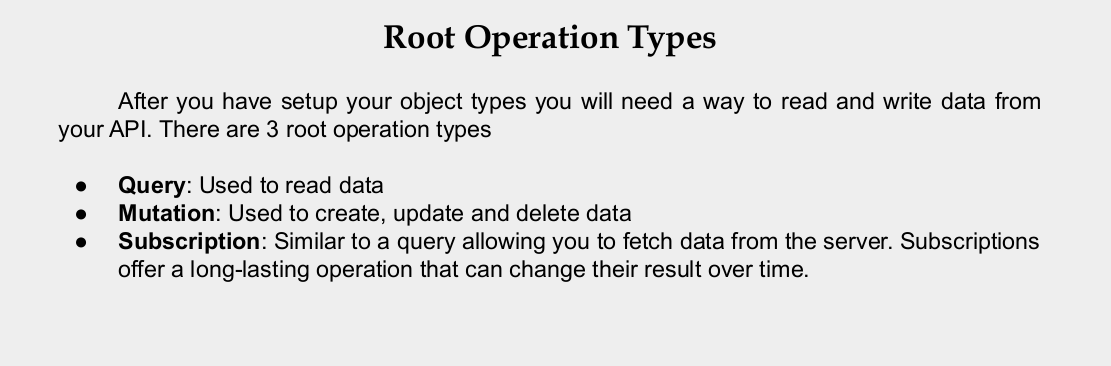 Root Operation Types
After you have setup your object types you will need a way to read and write data from
your API. There are 3 root operation types
● Query: Used to read data
● Mutation: Used to create, update and delete data
● Subscription: Similar to a query allowing you to fetch data from the server. Subscriptions
offer a long-lasting operation that can change their result over time.